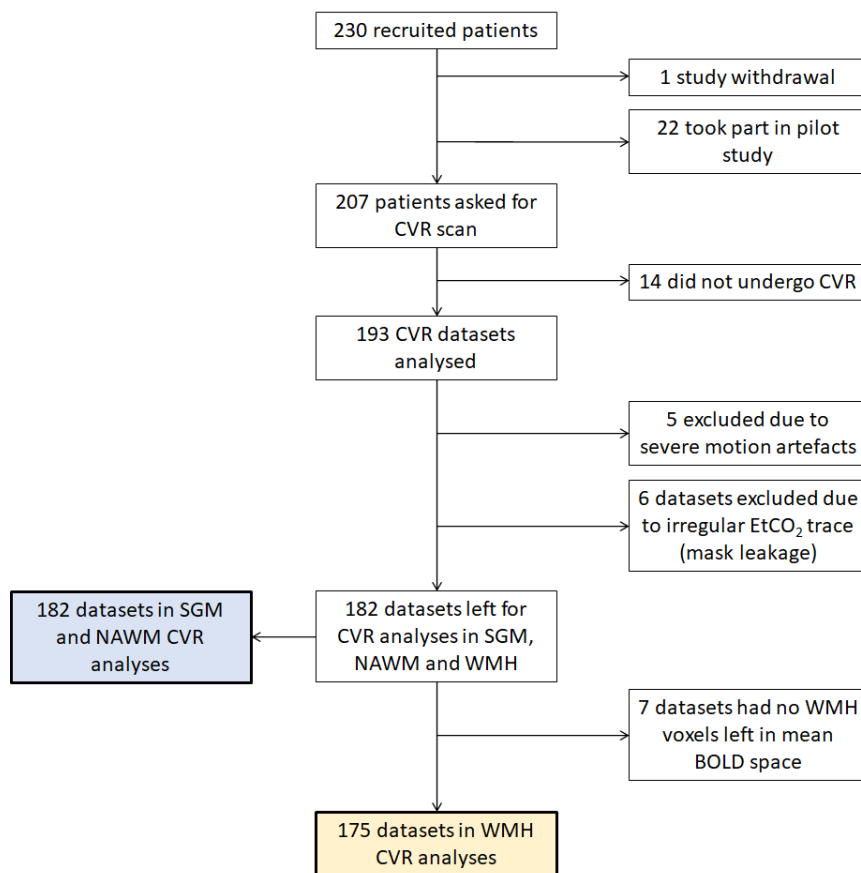 230 recruited patients
1 study withdrawal
22 took part in pilot
study
207 patients asked for
CVR scan
14 did not undergo CVR
193 CVR datasets
analysed
5 excluded due to
severe motion artefacts
6 datasets excluded due
to irregular EtCO₂ trace
(mask leakage)
182 datasets in SGM
and NAWM CVR
analyses
182 datasets left for
CVR analyses in SGM,
NAWM and WMH
7 datasets had no WMH
voxels left in mean
BOLD space
175 datasets in WMH
CVR analyses